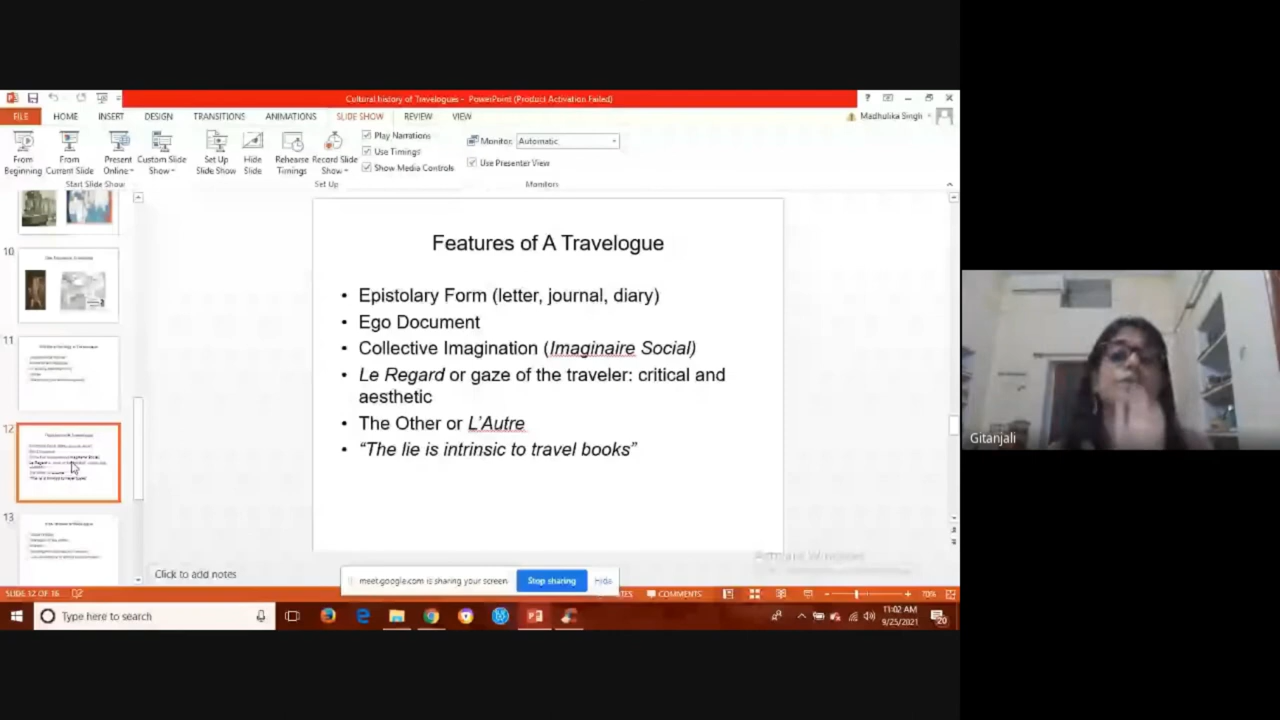 Cultural history of Travelogues - PowerPoint (Product Activation Failed)
FILE HOME INSERT DESIGN TRANSITIONS ANIMATIONS SLIDE SHOW REVIEW VIEW
Madhulika Singh
From Beginning
From Current Slide
Present Online
Custom Slide Show
Set Up Slide Show
Hide Slide
Rehearse Timings
Record Slide Show
Play Narrations
Use Timings
Show Media Controls
Monitor: Automatic
Use Presenter View
Start Slide Show
Set Up
Monitors
10
11
12
13
Features of A Travelogue
• Epistolary Form (letter, journal, diary)
• Ego Document
• Collective Imagination (Imaginaire Social)
• Le Regard or gaze of the traveler: critical and
aesthetic
• The Other or L’Autre
• “The lie is intrinsic to travel books”
Gitanjali
Click to add notes
meet.google.com is sharing your screen
Stop sharing
Hide
SLIDE 12 OF 16
COMMENTS
70%
Type here to search
11:02 AM
9/25/2021
20